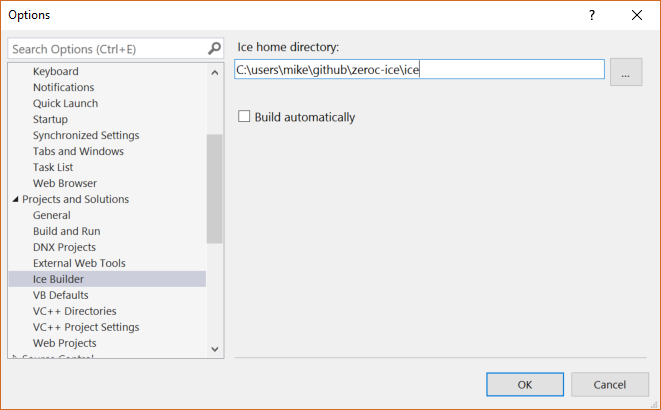 Options
?
Search Options (Ctrl+E)
Keyboard
Notifications
Quick Launch
Startup
Synchronized Settings
Tabs and Windows
Task List
Web Browser
Projects and Solutions
General
Build and Run
DNX Projects
External Web Tools
Ice Builder
VB Defaults
VC++ Directories
VC++ Project Settings
Web Projects
Source Control
Ice home directory:
C:\users\mike\github\zeroc-ice\ice
...
Build automatically
OK
Cancel